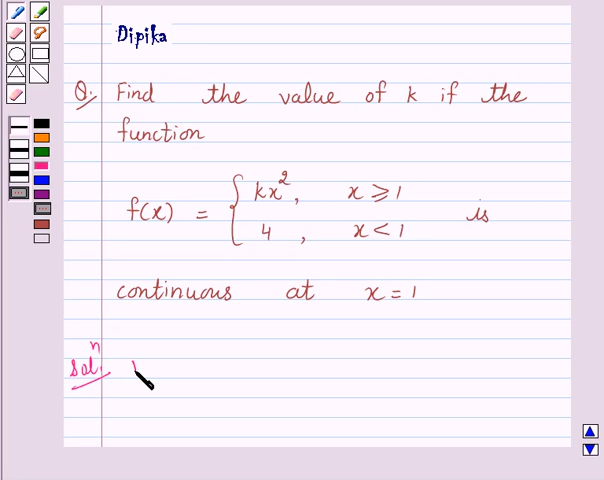 Dipika
Q. Find the value of k if the
function
f(x) = { kx², x ≥ 1
4, x < 1 is
continuous at x = 1
Solⁿ.